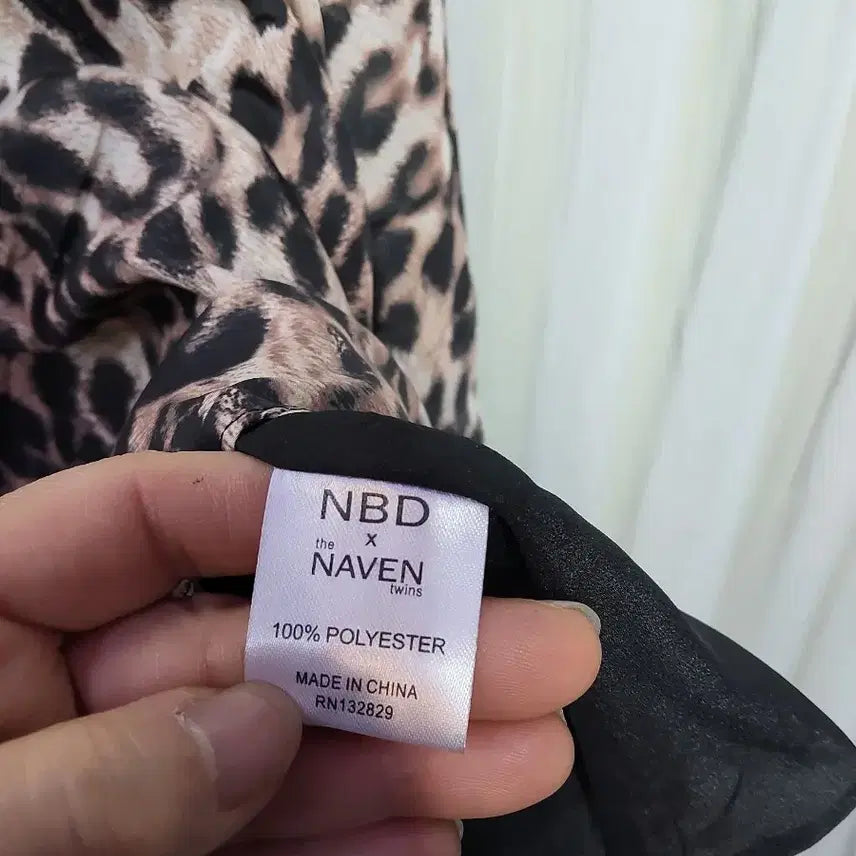 NBD
x
the
NAVEN
twins
100% POLYESTER
MADE IN CHINA
RN132829